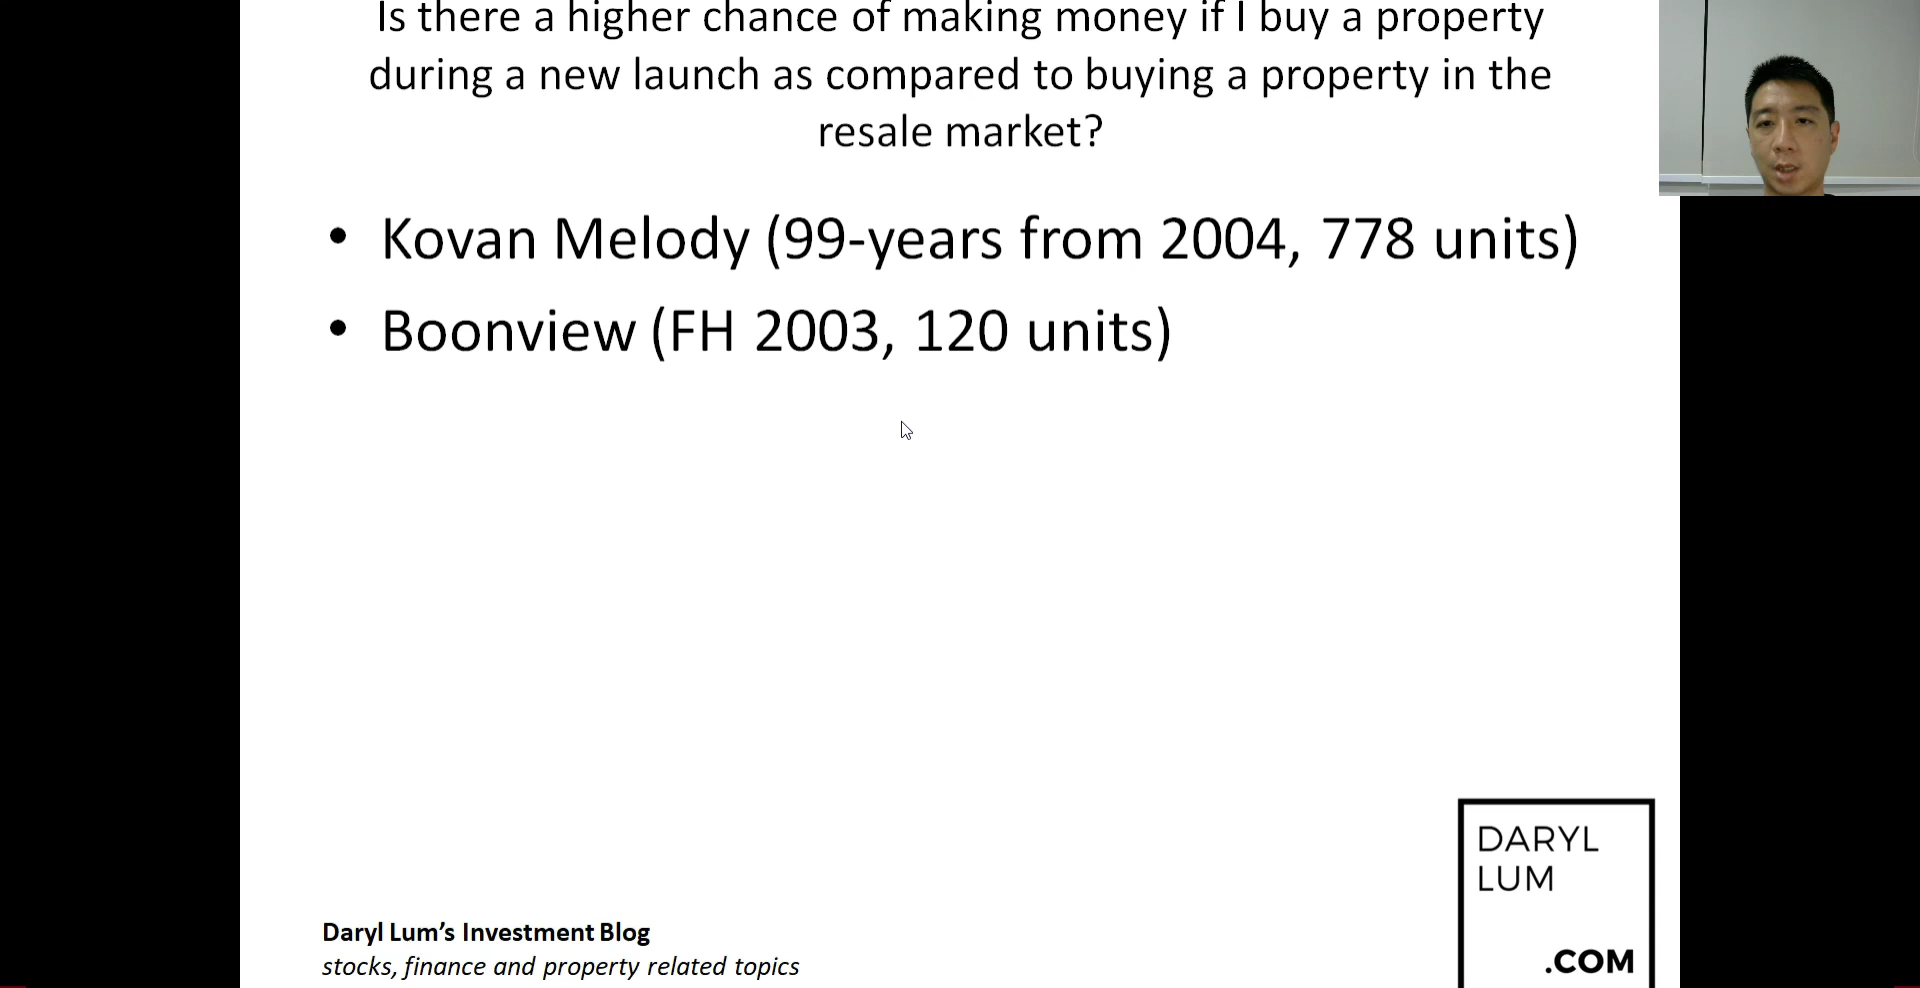 Is there a higher chance of making money if I buy a property
during a new launch as compared to buying a property in the
resale market?
• Kovan Melody (99-years from 2004, 778 units)
• Boonview (FH 2003, 120 units)
DARYL
LUM
.COM
Daryl Lum's Investment Blog
stocks, finance and property related topics